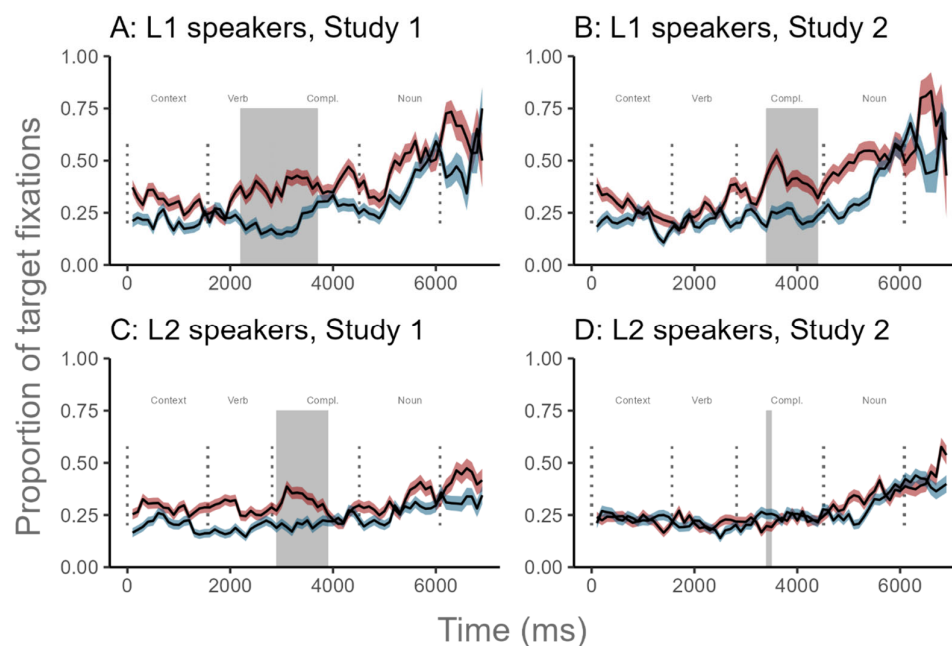 A: L1 speakers, Study 1
1.00
0.75
0.50
0.25
0.00
Context Verb Compl. Noun
0 2000 4000 6000
B: L1 speakers, Study 2
1.00
0.75
0.50
0.25
0.00
Context Verb Compl. Noun
0 2000 4000 6000
C: L2 speakers, Study 1
1.00
0.75
0.50
0.25
0.00
Context Verb Compl. Noun
0 2000 4000 6000
D: L2 speakers, Study 2
1.00
0.75
0.50
0.25
0.00
Context Verb Compl. Noun
0 2000 4000 6000
Proportion of target fixations
Time (ms)